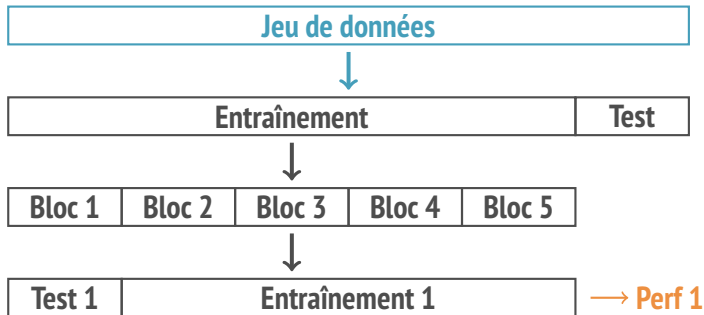 Jeu de données
Entraînement Test
Bloc 1 Bloc 2 Bloc 3 Bloc 4 Bloc 5
Test 1 Entraînement 1 → Perf 1